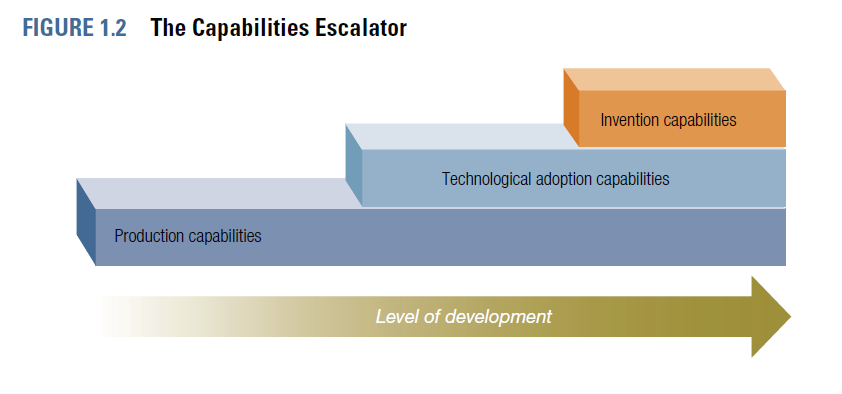 FIGURE 1.2 The Capabilities Escalator
Invention capabilities
Technological adoption capabilities
Production capabilities
Level of development